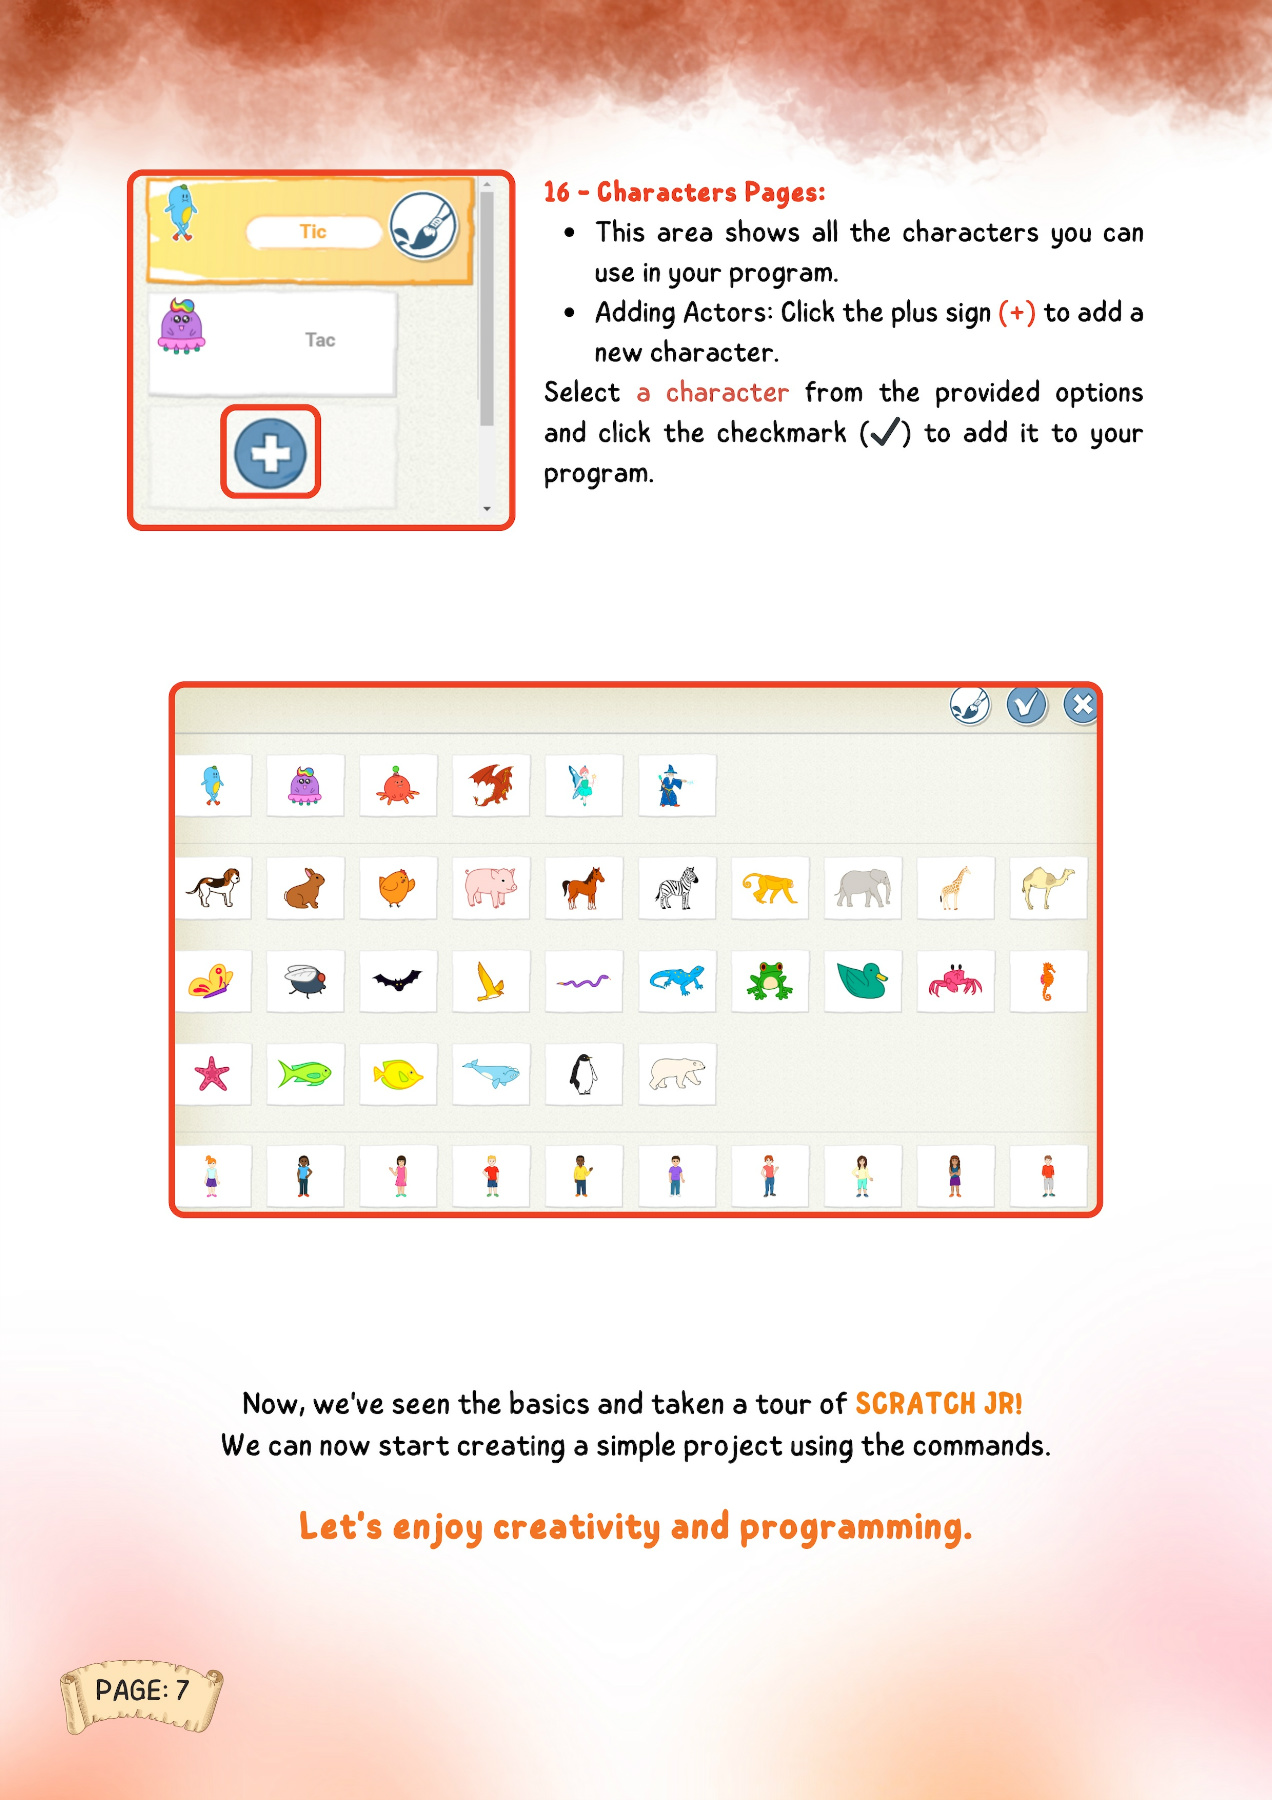 Tic
Tac
16 - Characters Pages:
• This area shows all the characters you can
use in your program.
• Adding Actors: Click the plus sign (+) to add a
new character.
Select a character from the provided options
and click the checkmark (✓) to add it to your
program.
Now, we've seen the basics and taken a tour of SCRATCH JR!
We can now start creating a simple project using the commands.
Let's enjoy creativity and programming.
PAGE: 7